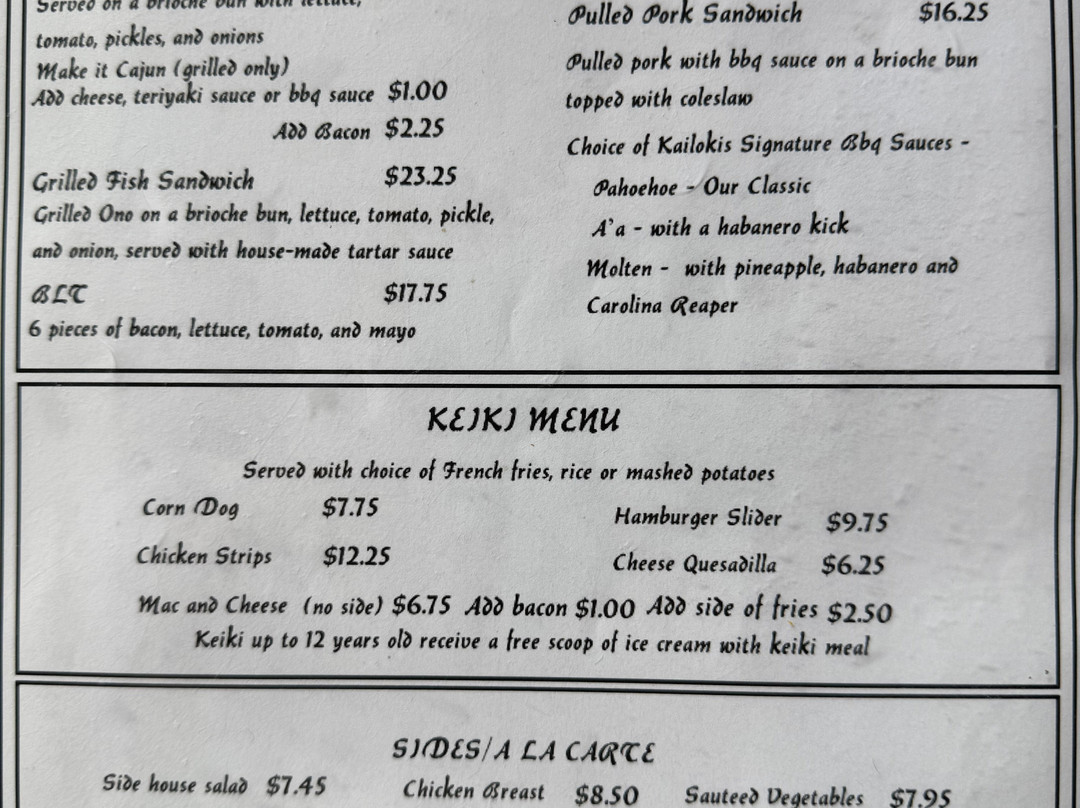 Served on a brioche bun with lettuce,
tomato, pickles, and onions
Make it Cajun (grilled only)
Add cheese, teriyaki sauce or bbq sauce $1.00
Add Bacon $2.25
Grilled Fish Sandwich $23.25
Grilled Ono on a brioche bun, lettuce, tomato, pickle,
and onion, served with house-made tartar sauce
BLT $17.75
6 pieces of bacon, lettuce, tomato, and mayo
Pulled Pork Sandwich $16.25
Pulled pork with bbq sauce on a brioche bun
topped with coleslaw
Choice of Kailokis Signature Bbq Sauces -
Pahoehoe - Our Classic
A'a - with a habanero kick
Molten - with pineapple, habanero and
Carolina Reaper
KEIKI MENU
Served with choice of French fries, rice or mashed potatoes
Corn Dog $7.75 Hamburger Slider $9.75
Chicken Strips $12.25 Cheese Quesadilla $6.25
Mac and Cheese (no side) $6.75 Add bacon $1.00 Add side of fries $2.50
Keiki up to 12 years old receive a free scoop of ice cream with keiki meal
SIDES/A LA CARTE
Side house salad $7.45 Chicken Breast $8.50 Sauteed Vegetables $7.95